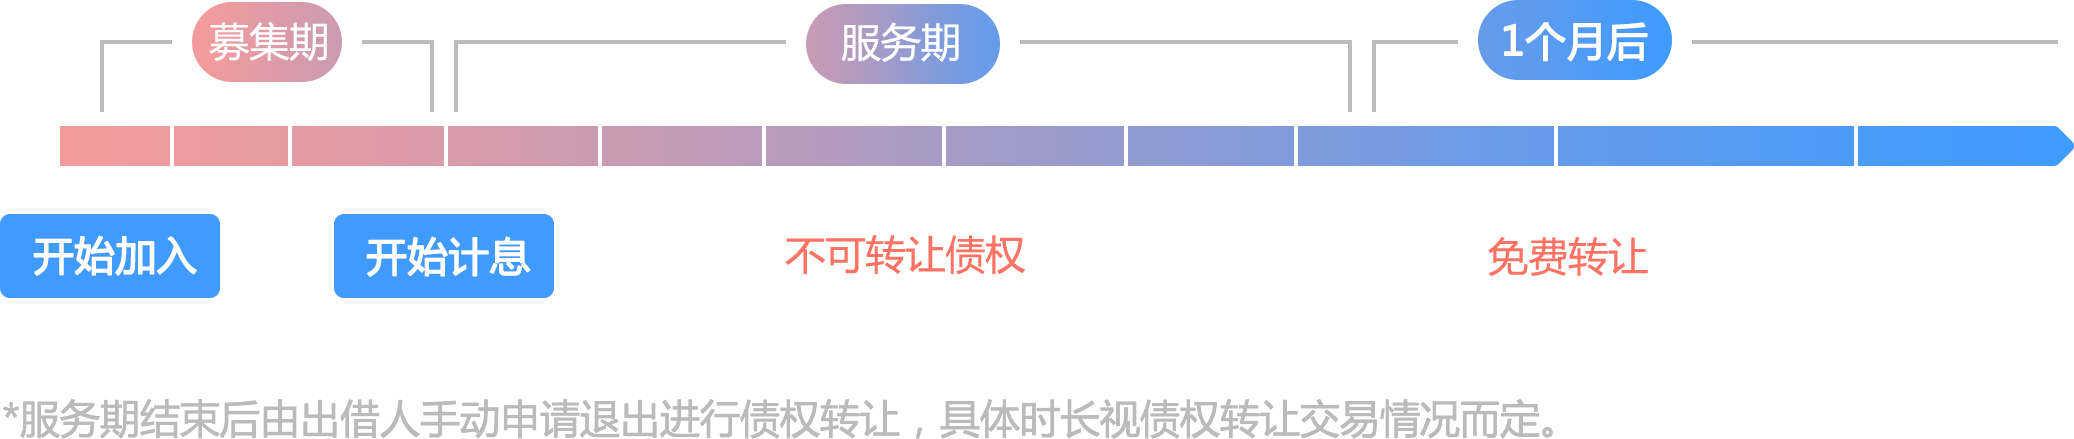 募集期
服务期
1个月后
开始加入
开始计息
不可转让债权
免费转让
*服务期结束后由出借人手动申请退出进行债权转让，具体时长视债权转让交易情况而定。